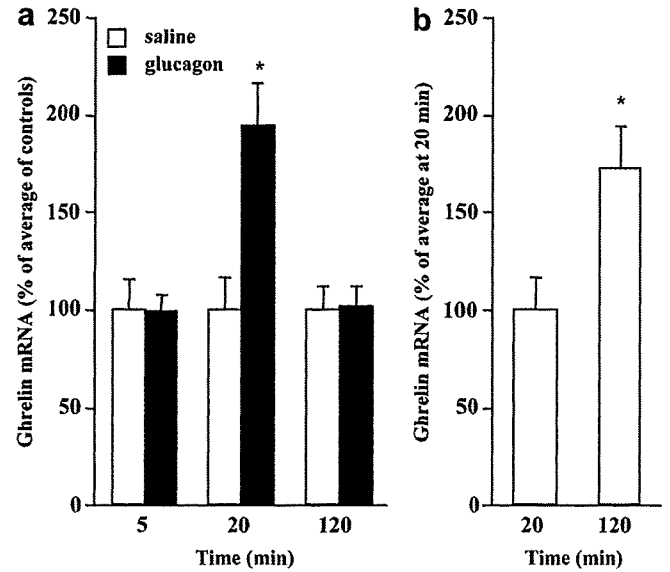 a
Ghrelin mRNA (% of average of controls)
250
200
150
100
50
0
saline
glucagon
*
5 20 120
Time (min)
b
Ghrelin mRNA (% of average at 20 min)
250
200
150
100
50
0
*
20 120
Time (min)